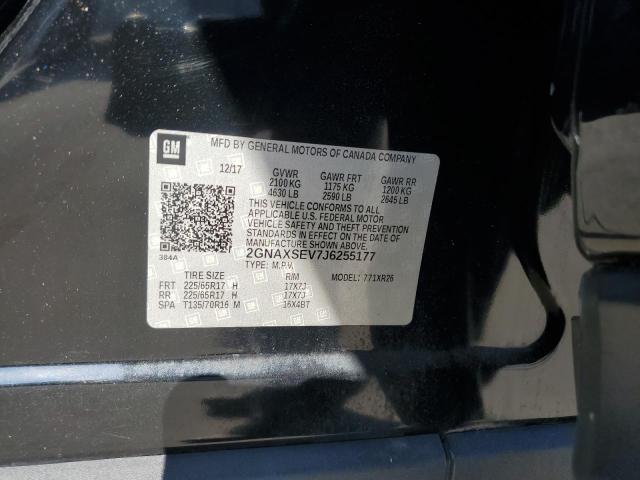 GM
MFD BY GENERAL MOTORS OF CANADA COMPANY
12/17 GVWR GAWR FRT GAWR RR
2100 KG 1175 KG 1200 KG
4630 LB 2590 LB 2645 LB
THIS VEHICLE CONFORMS TO ALL
APPLICABLE U.S. FEDERAL MOTOR
VEHICLE SAFETY, BUMPER, AND THEFT
PREVENTION STANDARDS IN EFFECT ON
THE DATE OF MANUFACTURE SHOWN ABOVE.
384A 2GNAXSEV7J6255177
TYPE: M.P.V. MODEL: 771XR26
TIRE SIZE RIM
FRT 225/65R17 H 17X7J
RR 225/65R17 H 17X7J
SPA T135/70R16 M 16X4BT